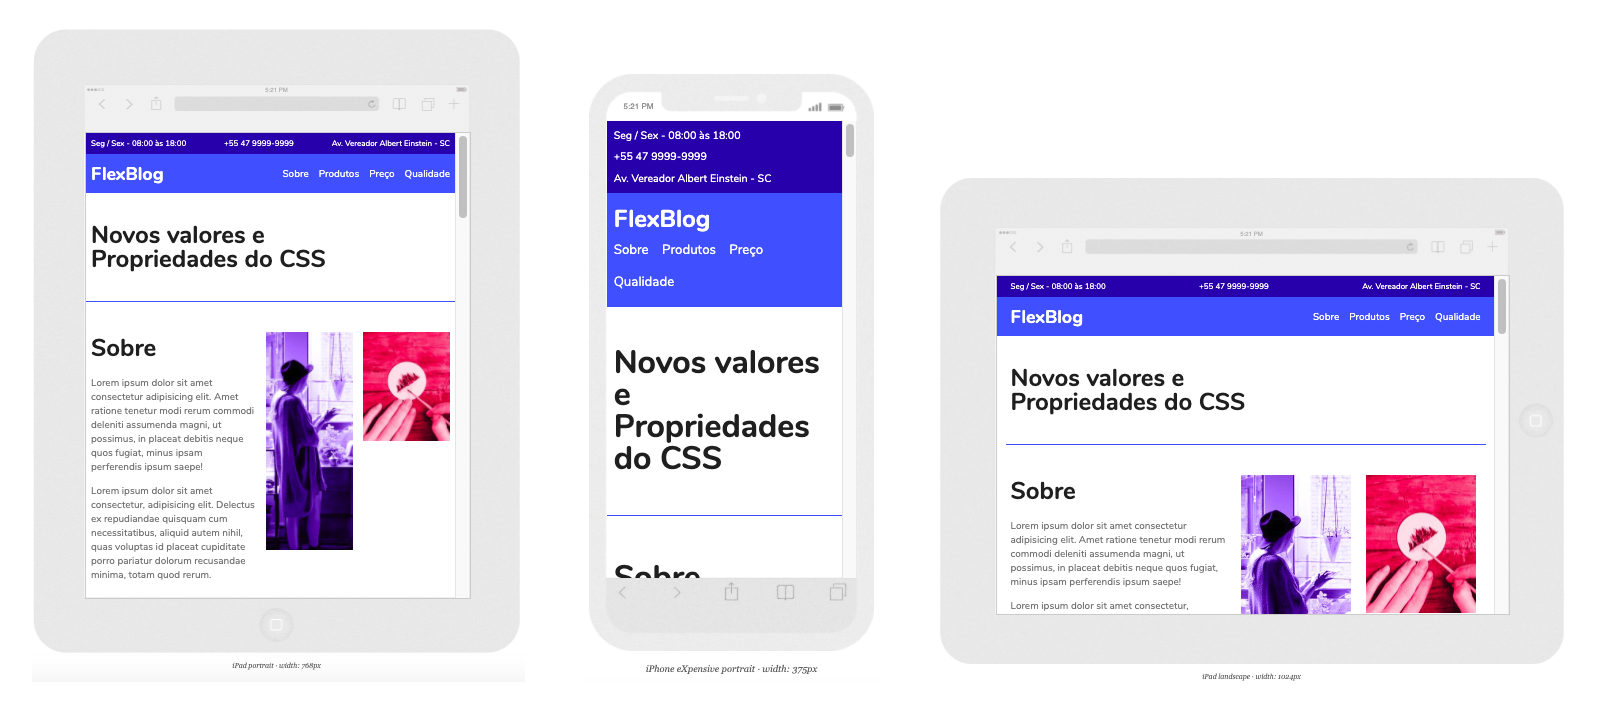 5:21 PM
Seg / Sex - 08:00 às 18:00
+55 47 9999-9999
Av. Vereador Albert Einstein - SC
FlexBlog
Sobre Produtos Preço Qualidade
Novos valores e
Propriedades do CSS
Sobre
Lorem ipsum dolor sit amet
consectetur adipisicing elit. Amet
ratione tenetur modi rerum commodi
deleniti assumenda magni, ut
possimus, in placeat debitis neque
quos fugiat, minus ipsam
perferendis ipsum saepe!
Lorem ipsum dolor sit amet
consectetur, adipisicing elit. Delectus
ex repudiandae quisquam cum
necessitatibus, aliquid autem nihil,
quas voluptas id placeat cupiditate
porro pariatur dolorum recusandae
minima, totam quod rerum.
iPad portrait · width: 768px
5:21 PM
Seg / Sex - 08:00 às 18:00
+55 47 9999-9999
Av. Vereador Albert Einstein - SC
FlexBlog
Sobre Produtos Preço
Qualidade
Novos valores
e
Propriedades
do CSS
Sobre
iPhone eXpensive portrait · width: 375px
5:21 PM
Seg / Sex - 08:00 às 18:00
+55 47 9999-9999
Av. Vereador Albert Einstein - SC
FlexBlog
Sobre Produtos Preço Qualidade
Novos valores e
Propriedades do CSS
Sobre
Lorem ipsum dolor sit amet consectetur
adipisicing elit. Amet ratione tenetur modi rerum
commodi deleniti assumenda magni, ut
possimus, in placeat debitis neque quos fugiat,
minus ipsam perferendis ipsum saepe!
Lorem ipsum dolor sit amet consectetur,
iPad landscape · width: 1024px